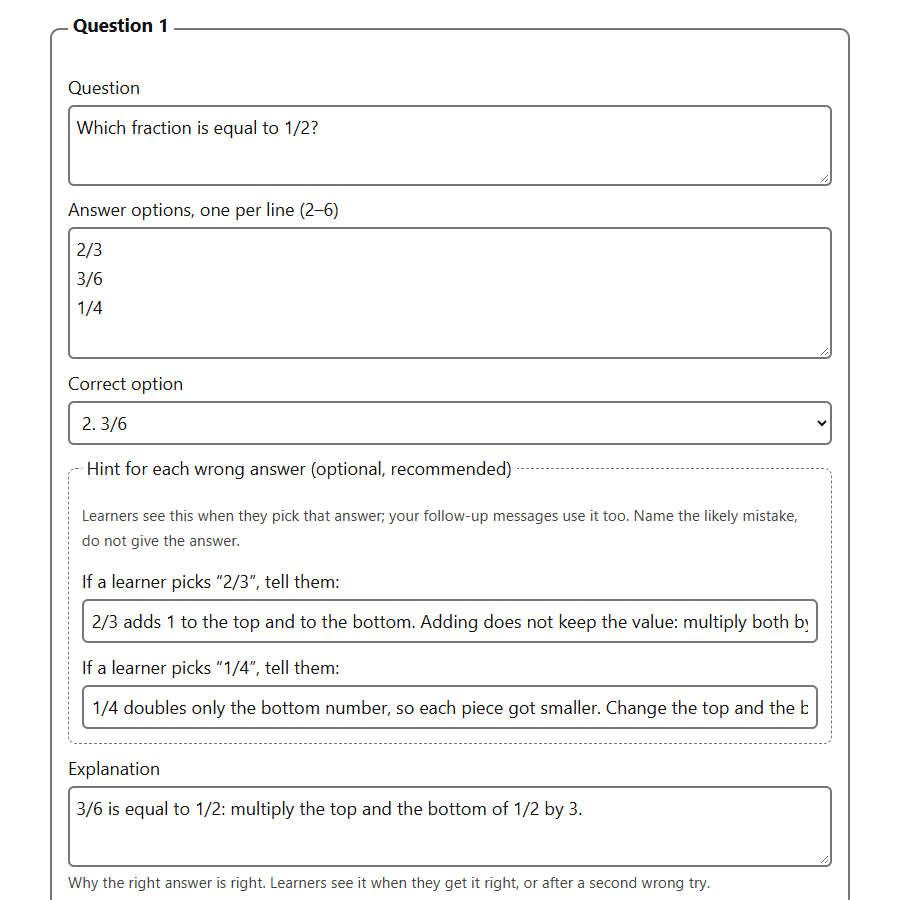 Question 1
Question
Which fraction is equal to 1/2?
Answer options, one per line (2–6)
2/3
3/6
1/4
Correct option
2. 3/6
Hint for each wrong answer (optional, recommended)
Learners see this when they pick that answer; your follow-up messages use it too. Name the likely mistake,
do not give the answer.
If a learner picks “2/3”, tell them:
2/3 adds 1 to the top and to the bottom. Adding does not keep the value: multiply both by
If a learner picks “1/4”, tell them:
1/4 doubles only the bottom number, so each piece got smaller. Change the top and the
Explanation
3/6 is equal to 1/2: multiply the top and the bottom of 1/2 by 3.
Why the right answer is right. Learners see it when they get it right, or after a second wrong try.